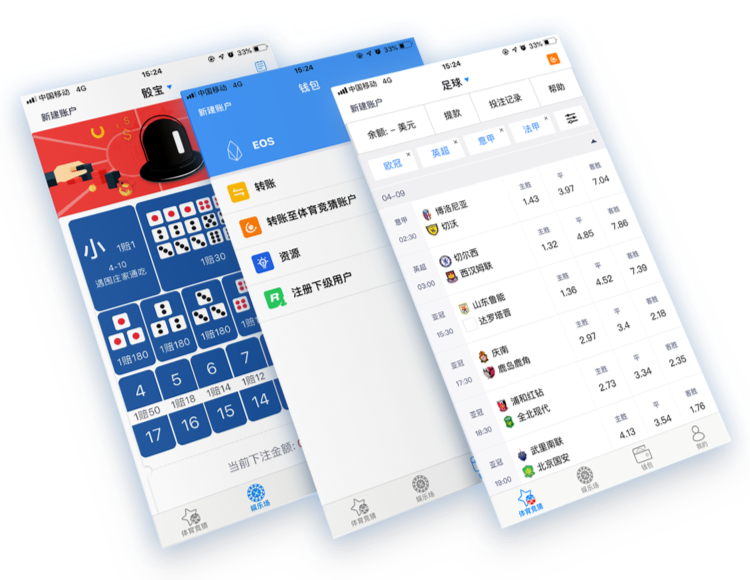 中国移动 4G
15:24
33%
新建账户
骰宝
小
1赔1
4-10
遇围庄家通吃
1赔30
1赔180
1赔180
1赔180
4
5
6
7
1赔50
1赔18
1赔14
1赔12
17
16
15
14
当前下注金额:
体育竞猜
娱乐场
中国移动 4G
15:24
33%
新建账户
钱包
EOS
转账
转账至体育竞猜账户
资源
注册下级用户
体育竞猜
娱乐场
中国移动 4G
15:24
33%
新建账户
足球
余额: - 美元
提款
投注记录
帮助
欧冠
英超
意甲
法甲
04-09
意甲
02:30
博洛尼亚
切沃
主胜
平
客胜
1.43
3.97
7.04
英超
03:00
切尔西
西汉姆联
主胜
平
客胜
1.32
4.85
7.86
亚冠
15:30
山东鲁能
达罗塔晋
主胜
平
客胜
1.36
4.52
7.39
亚冠
17:30
庆南
鹿岛鹿角
主胜
平
客胜
2.97
3.4
2.18
亚冠
18:30
浦和红钻
全北现代
主胜
平
客胜
2.73
3.34
2.35
亚冠
19:00
武里南联
北京国安
主胜
平
客胜
4.13
3.54
1.76
体育竞猜
娱乐场
钱包
我的